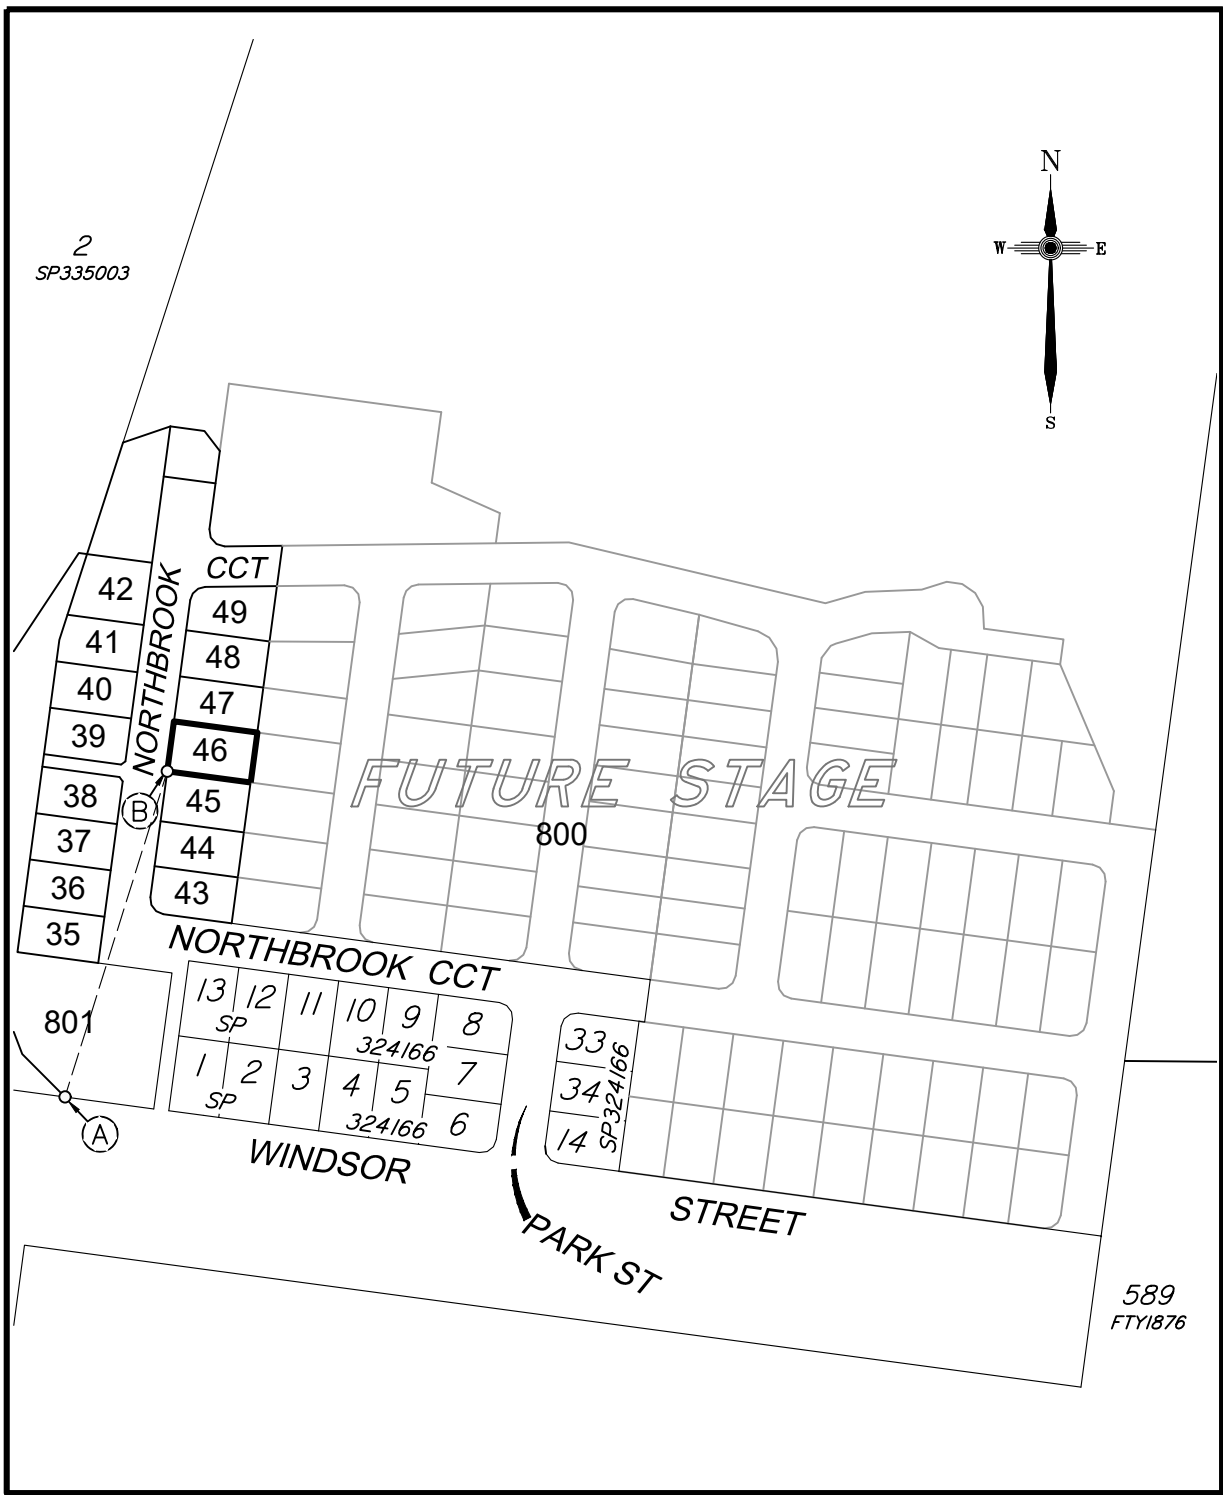 N
W
E
S
2
SP335003
CCT
NORTHBROOK
42
41
40
39
38
37
36
35
49
48
47
46
45
44
43
B
FUTURE STAGE
800
NORTHBROOK CCT
801
A
13
12
11
10
9
8
SP
324166
1
2
3
4
5
7
6
SP
324166
33
34
14
SP324166
WINDSOR
STREET
PARK ST
589
FTY1876